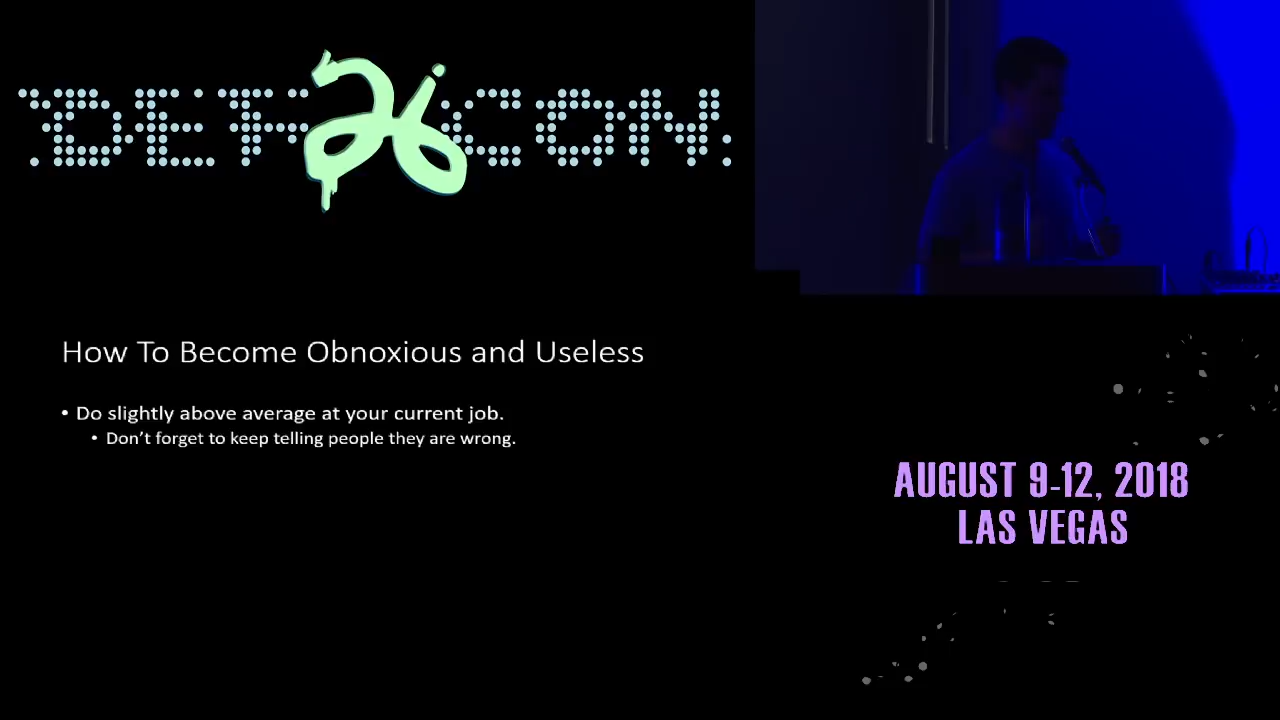 DEF 26 CON
How To Become Obnoxious and Useless
• Do slightly above average at your current job.
• Don't forget to keep telling people they are wrong.
AUGUST 9-12, 2018
LAS VEGAS